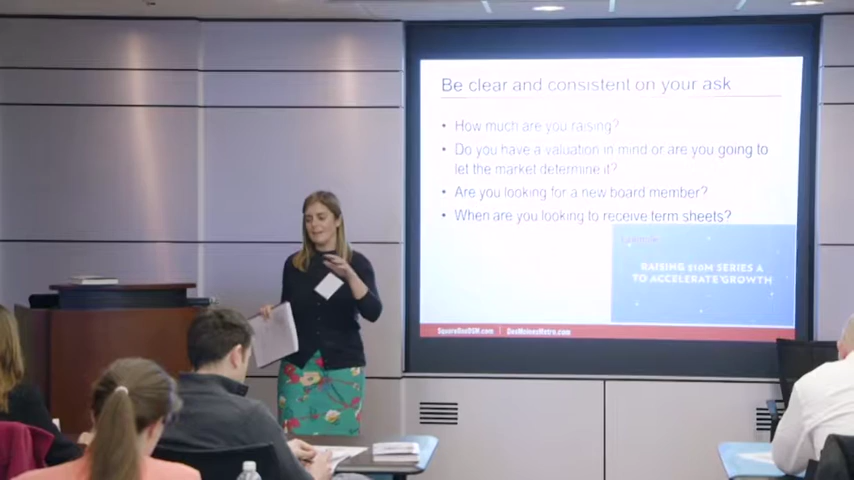 Be clear and consistent on your ask
• How much are you raising?
• Do you have a valuation in mind or are you going to
let the market determine it?
• Are you looking for a new board member?
• When are you looking to receive term sheets?
RAISING $10M SERIES A
TO ACCELERATE GROWTH
SquareOneDSM.com | DesMoinesMetro.com